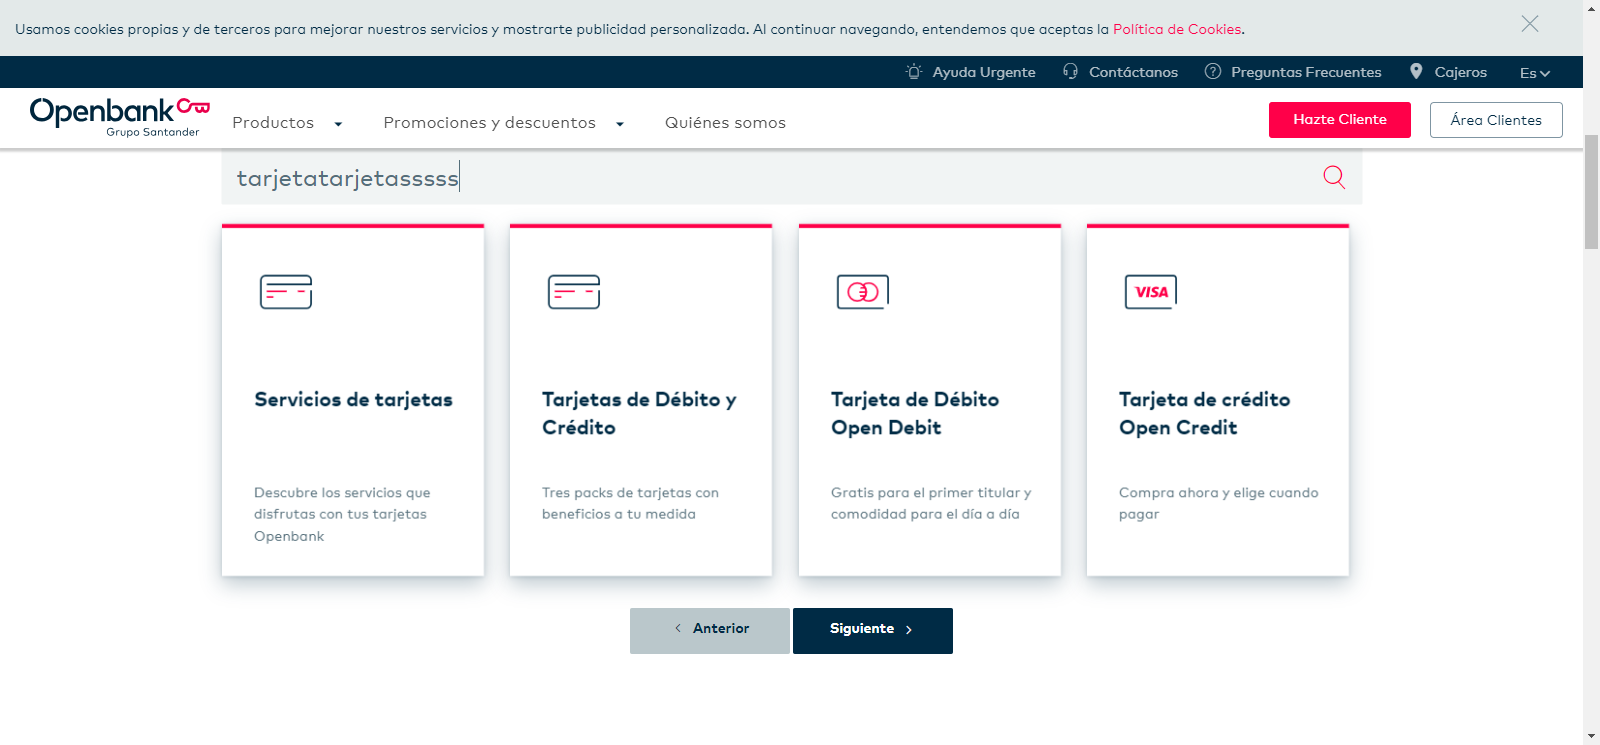 Usamos cookies propias y de terceros para mejorar nuestros servicios y mostrarte publicidad personalizada. Al continuar navegando, entendemos que aceptas la Política de Cookies.
Ayuda Urgente Contáctanos Preguntas Frecuentes Cajeros Es
Openbank
Grupo Santander
Productos Promociones y descuentos Quiénes somos Hazte Cliente Área Clientes
tarjetatarjetasssss
VISA
Servicios de tarjetas
Descubre los servicios que
disfrutas con tus tarjetas
Openbank
Tarjetas de Débito y
Crédito
Tres packs de tarjetas con
beneficios a tu medida
Tarjeta de Débito
Open Debit
Gratis para el primer titular y
comodidad para el día a día
Tarjeta de crédito
Open Credit
Compra ahora y elige cuando
pagar
Anterior Siguiente